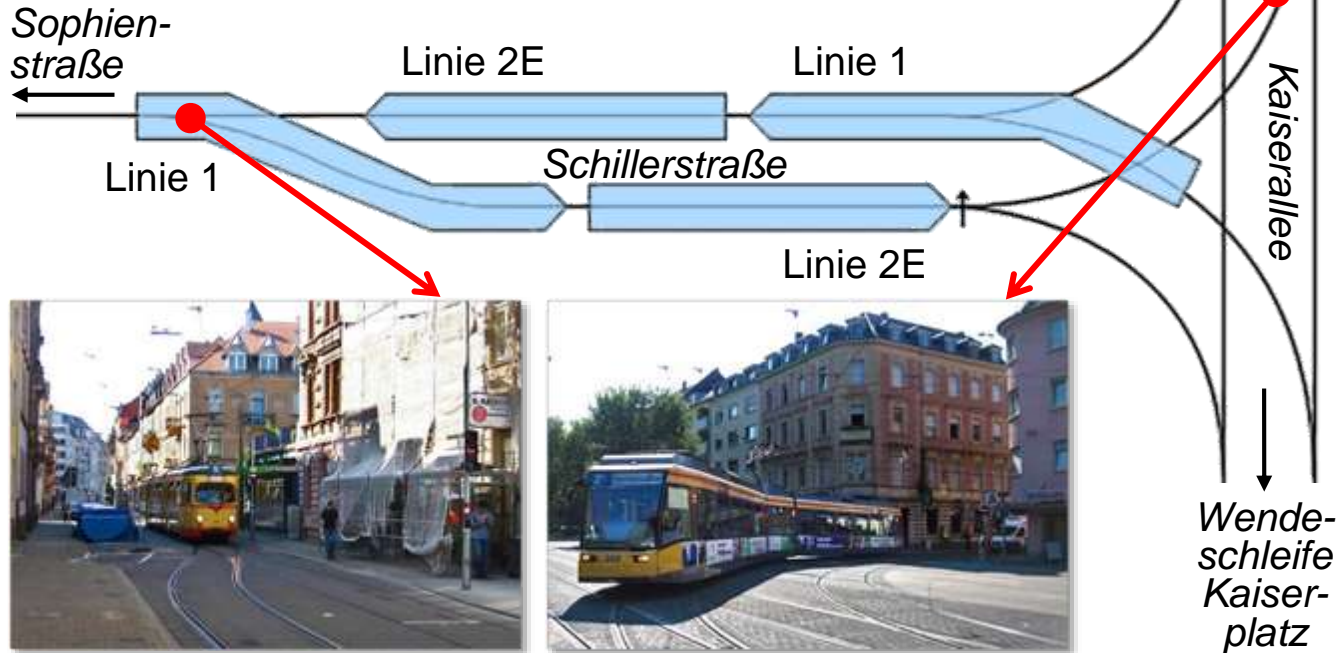 Sophien-
straße
Linie 2E
Linie 1
Kaiserallee
Linie 1
Schillerstraße
Linie 2E
Wende-
schleife
Kaiser-
platz